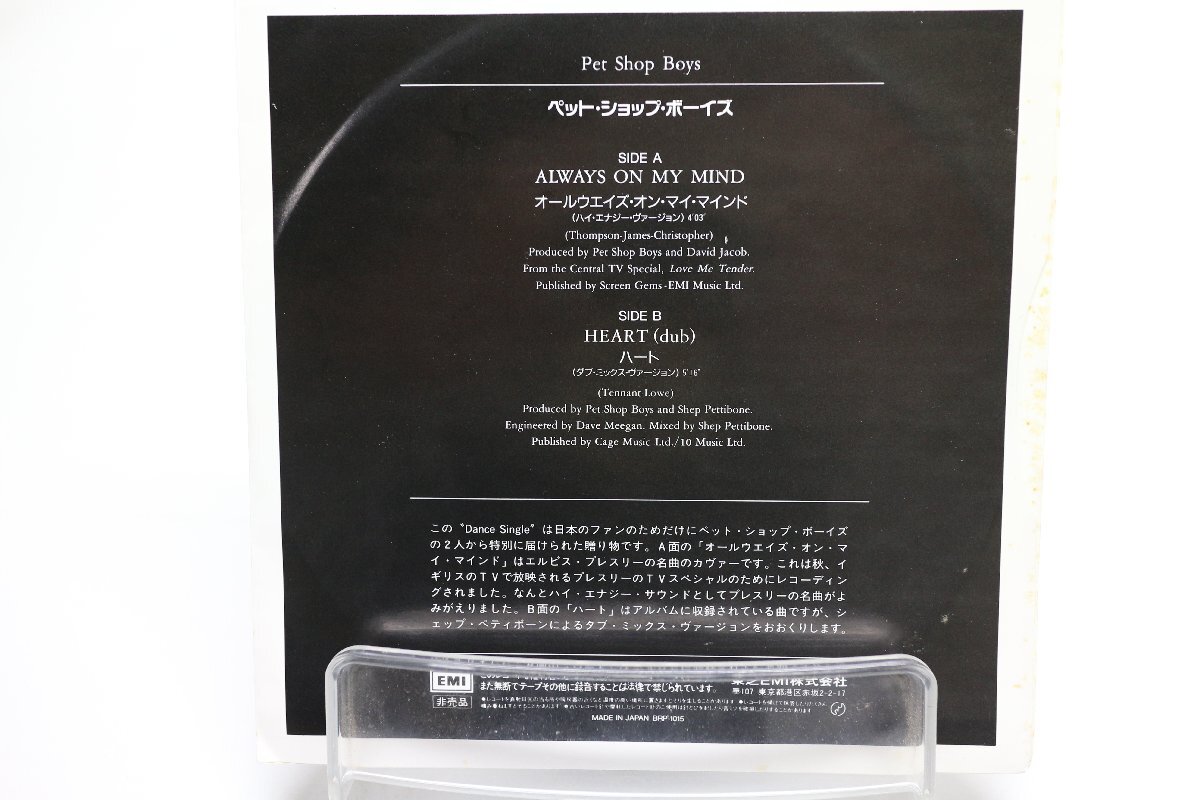 Pet Shop Boys
ペット・ショップ・ボーイズ
SIDE A
ALWAYS ON MY MIND
オールウエイズ・オン・マイ・マインド
(ハイ・エナジー・ヴァージョン) 4'03"
(Thompson-James-Christopher)
Produced by Pet Shop Boys and David Jacob.
From the Central TV Special, Love Me Tender.
Published by Screen Gems-EMI Music Ltd.
SIDE B
HEART (dub)
ハート
(ダブ・ミックス・ヴァージョン)
(Tennant Lowe)
Produced by Pet Shop Boys and Shep Pettibone.
Engineered by Dave Meegan. Mixed by Shep Pettibone.
Published by Cage Music Ltd./10 Music Ltd.
この "Dance Single" は日本のファンのためだけにペット・ショップ・ボーイズ
の2人から特別に届けられた贈り物です。A面の「オールウエイズ・オン・マ
イ・マインド」はエルビス・プレスリーの名曲のカヴァーです。これは秋、イ
ギリスのTVで放映されるプレスリーのTVスペシャルのためにレコーディン
グされました。なんとハイ・エナジー・サウンドとしてプレスリーの名曲がよ
みがえりました。B面の「ハート」はアルバムに収録されている曲ですが、シ
ェップ・ペティボーンによるダブ・ミックス・ヴァージョンをおおくりします。
EMI
また無断でテープその他に録音することは法律で禁じられています。
東芝EMI株式会社
〒107 東京都港区赤坂2-2-17
非売品
MADE IN JAPAN BRP-1015